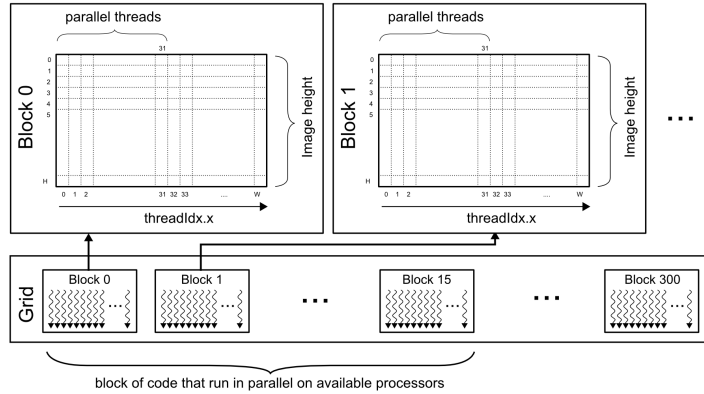 parallel threads
31
0
1
2
3
4
5
H
0 1 2 31 32 33 .... W
threadIdx.x
Block 0
Image height
parallel threads
31
0
1
2
3
4
5
H
0 1 2 31 32 33 .... W
threadIdx.x
Block 1
Image height
...
Grid
Block 0
...
Block 1
...
...
Block 15
...
...
Block 300
...
block of code that run in parallel on available processors